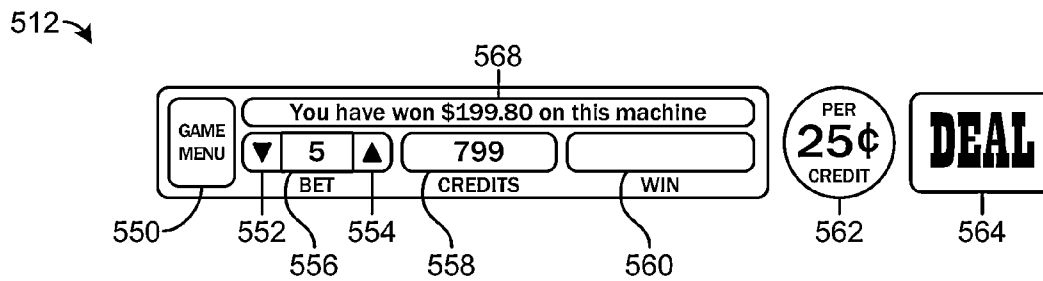 512
568
You have won $199.80 on this machine
GAME
MENU
▼ 5 ▲
799
BET
CREDITS
WIN
PER
25¢
CREDIT
DEAL
550
552
554
556
558
560
562
564